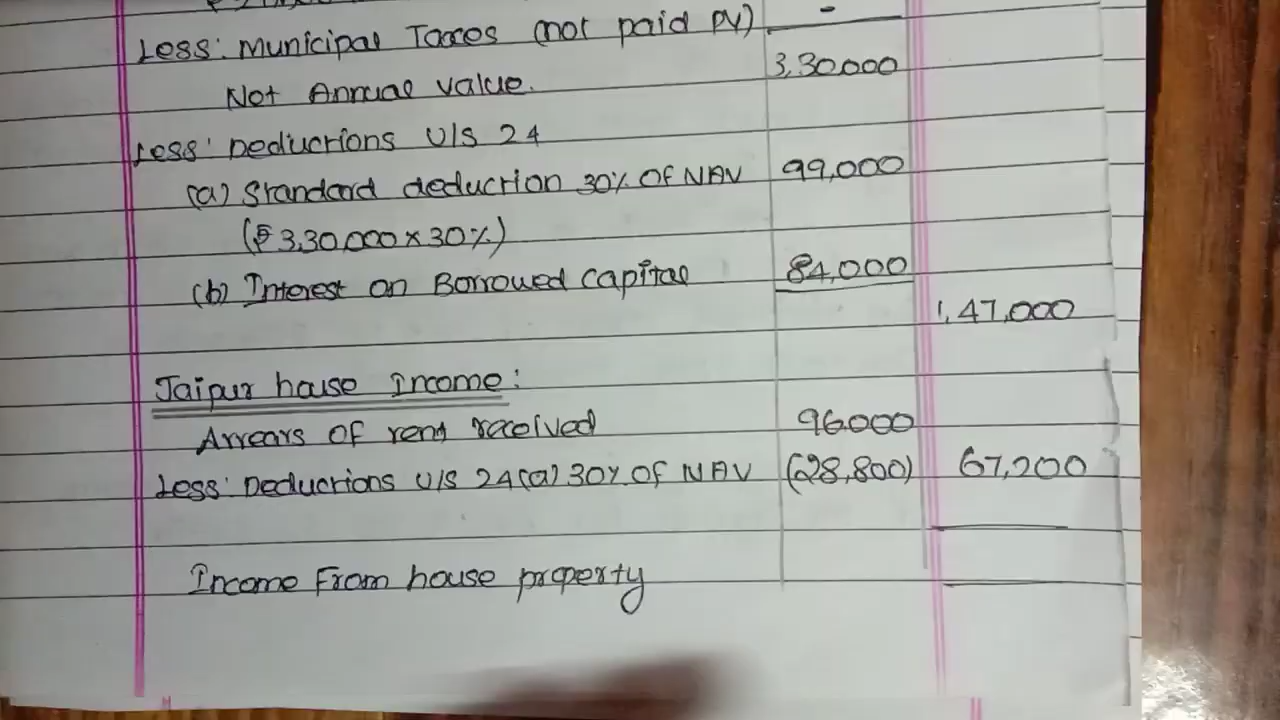 Less: Municipal Taxes (not paid PY) -
Net Annual value. 3,30,000
Less: Deductions U/S 24
(a) Standard deduction 30% OF NAV 99,000
(₹ 3,30,000 x 30%)
(b) Interest on Borrowed capital 84,000
1,47,000
Jaipur house Income:
Arrears of rent received 96000
Less: Deductions U/S 24(a) 30% OF NAV (28,800) 67,200
Income From house property